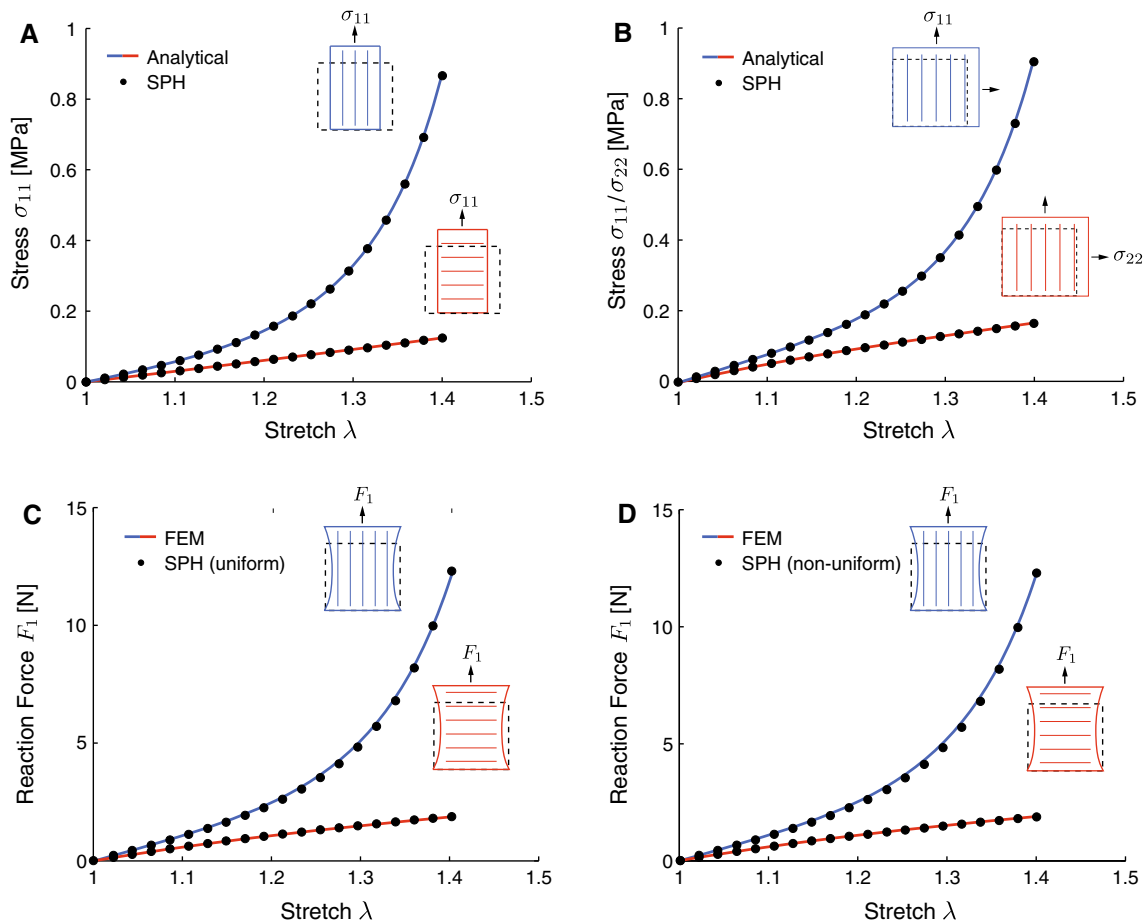 A
Analytical
SPH
σ11
σ11
Stress σ11 [MPa]
1
0.8
0.6
0.4
0.2
0
1 1.1 1.2 1.3 1.4 1.5
Stretch λ
B
Analytical
SPH
σ11
σ22
Stress σ11/σ22 [MPa]
1
0.8
0.6
0.4
0.2
0
1 1.1 1.2 1.3 1.4 1.5
Stretch λ
C
FEM
SPH (uniform)
F1
F1
Reaction Force F1 [N]
15
10
5
0
1 1.1 1.2 1.3 1.4 1.5
Stretch λ
D
FEM
SPH (non-uniform)
F1
F1
Reaction Force F1 [N]
15
10
5
0
1 1.1 1.2 1.3 1.4 1.5
Stretch λ